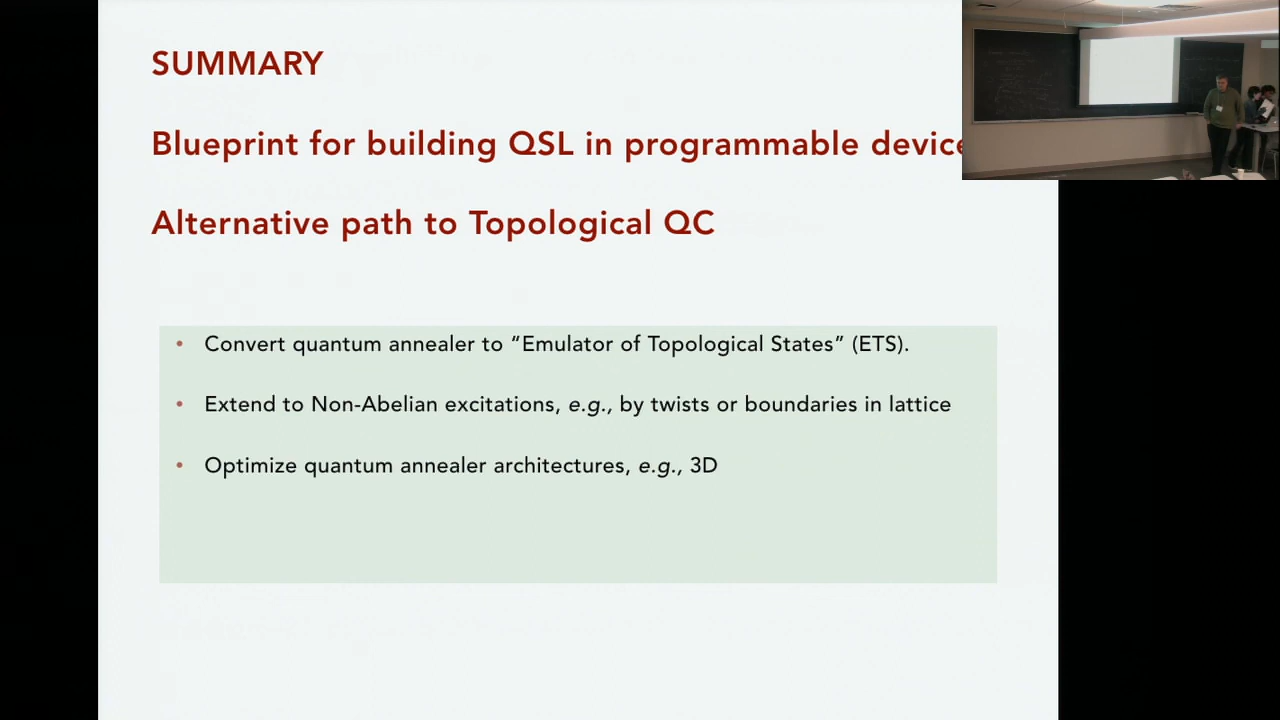 SUMMARY
Blueprint for building QSL in programmable device
Alternative path to Topological QC
• Convert quantum annealer to “Emulator of Topological States” (ETS).
• Extend to Non-Abelian excitations, e.g., by twists or boundaries in lattice
• Optimize quantum annealer architectures, e.g., 3D